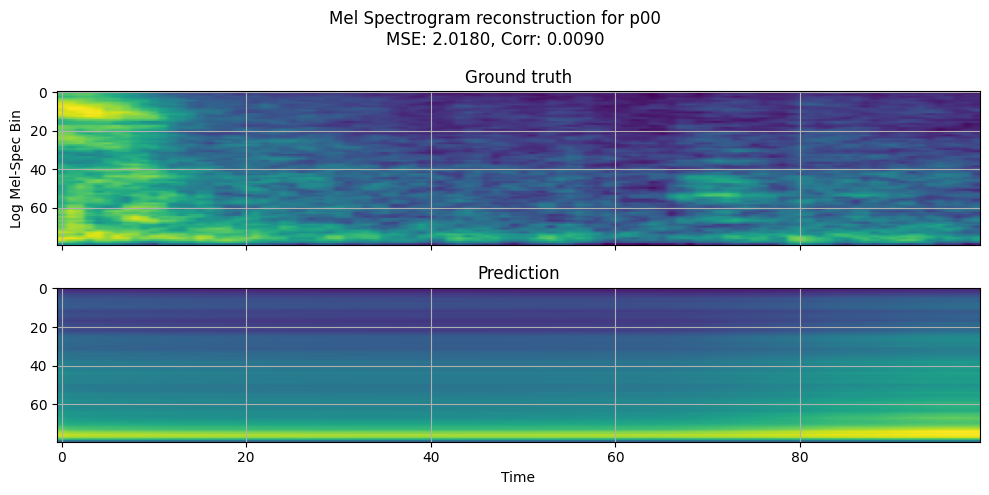 Mel Spectrogram reconstruction for p00
MSE: 2.0180, Corr: 0.0090
Ground truth
0
20
40
60
Log Mel-Spec Bin
Prediction
0
20
40
60
0 20 40 60 80
Time